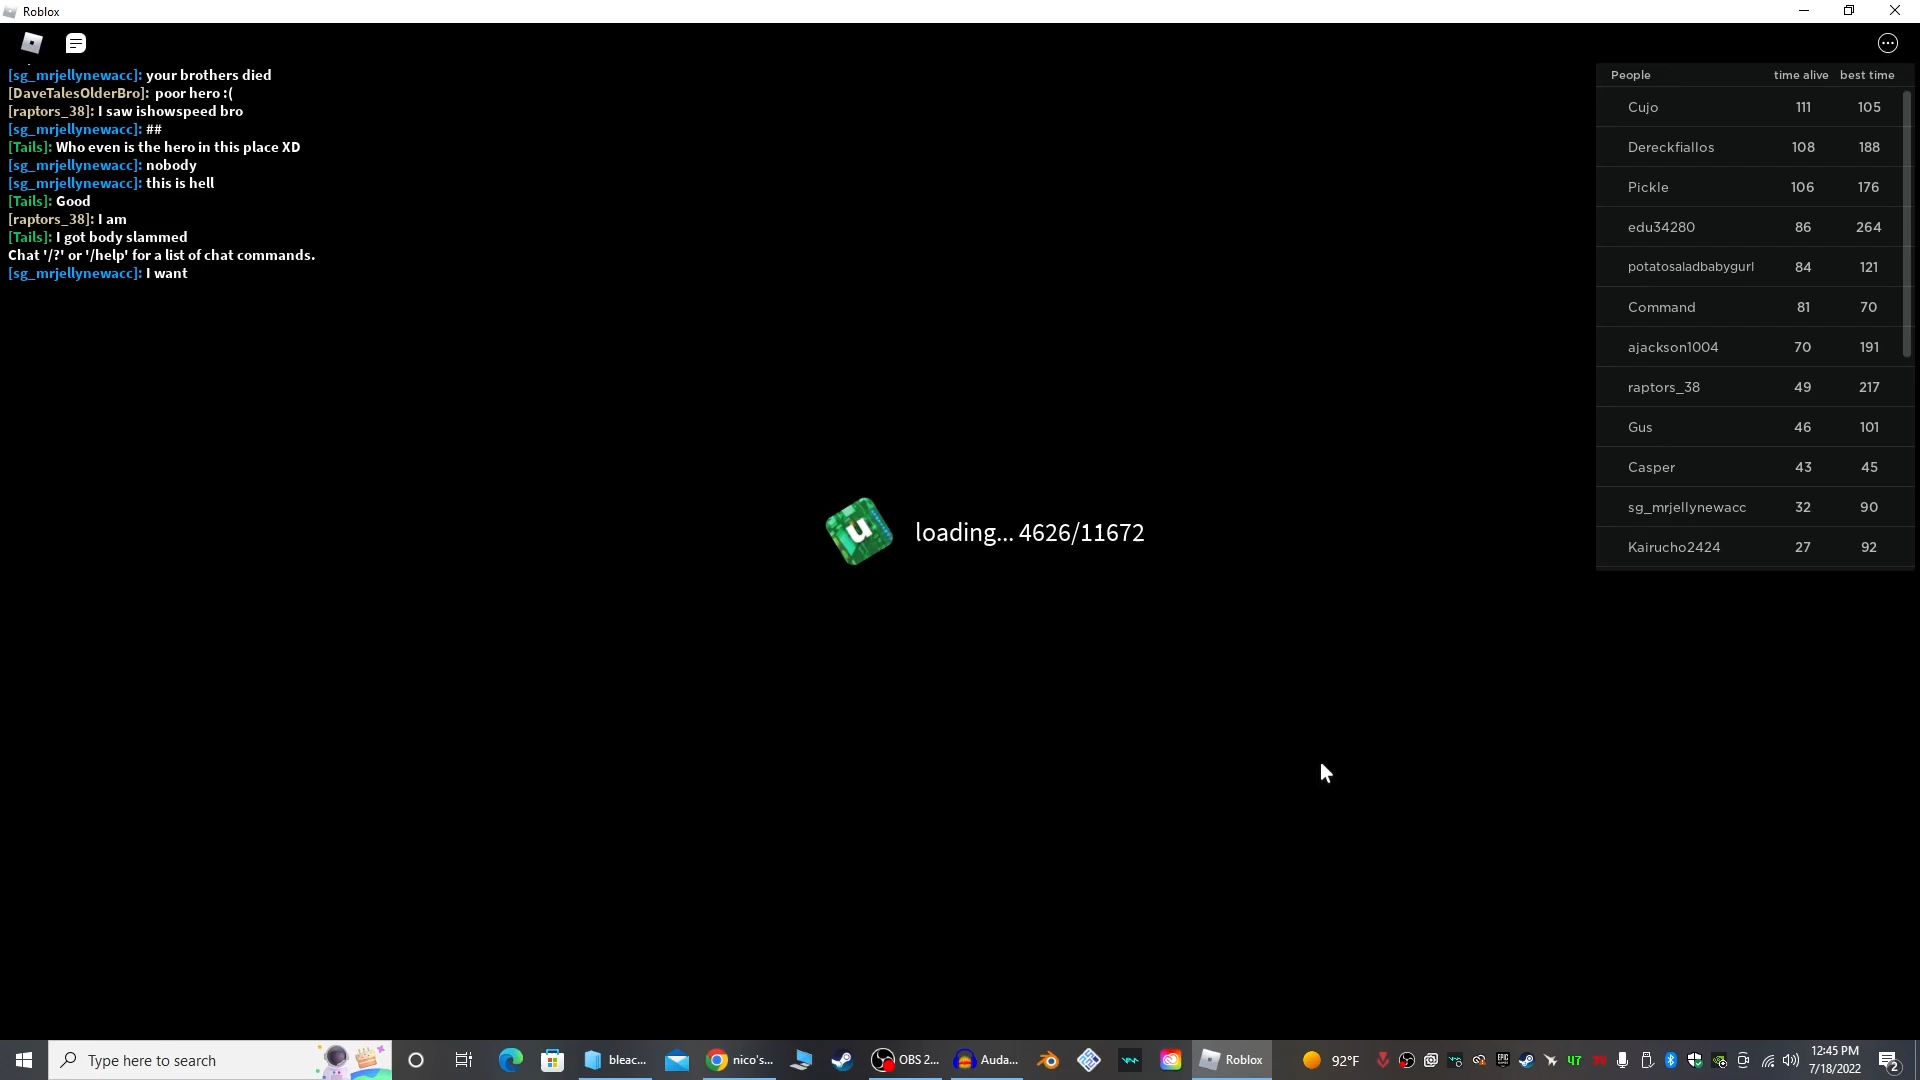 Roblox
[sg_mrjellynewacc]: your brothers died
[DaveTalesOlderBro]: poor hero :(
[raptors_38]: I saw ishowspeed bro
[sg_mrjellynewacc]: ##
[Tails]: Who even is the hero in this place XD
[sg_mrjellynewacc]: nobody
[sg_mrjellynewacc]: this is hell
[Tails]: Good
[raptors_38]: I am
[Tails]: I got body slammed
Chat '/?' or '/help' for a list of chat commands.
[sg_mrjellynewacc]: I want
People time alive best time
Cujo 111 105
Dereckfiallos 108 188
Pickle 106 176
edu34280 86 264
potatosaladbabygurl 84 121
Command 81 70
ajackson1004 70 191
raptors_38 49 217
Gus 46 101
Casper 43 45
sg_mrjellynewacc 32 90
Kairucho2424 27 92
u loading... 4626/11672
Type here to search bleac... nico's... OBS 2... Auda... Roblox 92°F 47 12:45 PM
7/18/2022 2